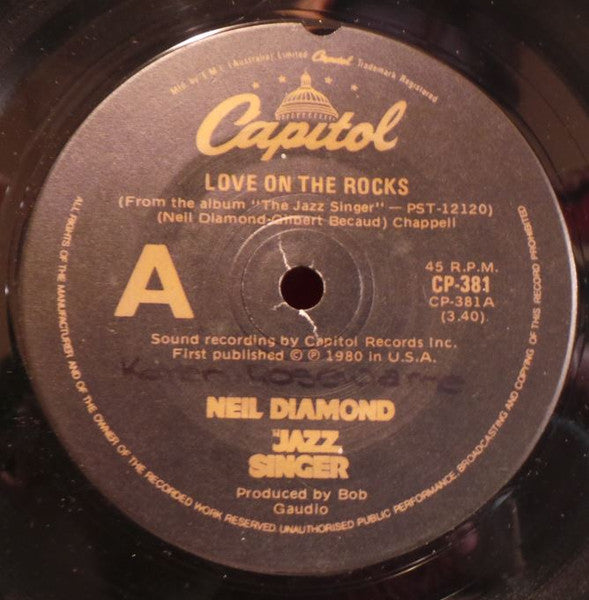 Mfd. by E.M.I. (Australia) Limited Capitol Trademark Registered
Capitol
LOVE ON THE ROCKS
(From the album "The Jazz Singer" — PST-12120)
(Neil Diamond-Gilbert Becaud) Chappell
A
45 R.P.M.
CP-381
CP-381A
(3.40)
Sound recording by Capitol Records Inc.
First published © ℗ 1980 in U.S.A.
NEIL DIAMOND
THE JAZZ
SINGER
Produced by Bob
Gaudio
ALL RIGHTS OF THE MANUFACTURER AND OF THE OWNER OF THE RECORDED WORK RESERVED. UNAUTHORISED PUBLIC PERFORMANCE, BROADCASTING AND COPYING OF THIS RECORD PROHIBITED